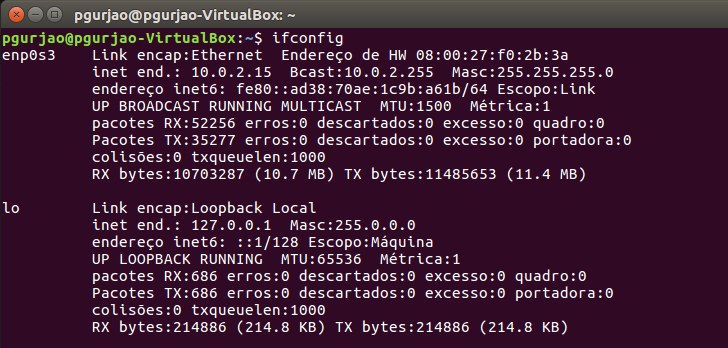 pgurjao@pgurjao-VirtualBox: ~
pgurjao@pgurjao-VirtualBox:~$ ifconfig
enp0s3    Link encap:Ethernet  Endereço de HW 08:00:27:f0:2b:3a
          inet end.: 10.0.2.15  Bcast:10.0.2.255  Masc:255.255.255.0
          endereço inet6: fe80::ad38:70ae:1c9b:a61b/64 Escopo:Link
          UP BROADCAST RUNNING MULTICAST  MTU:1500  Métrica:1
          pacotes RX:52256 erros:0 descartados:0 excesso:0 quadro:0
          Pacotes TX:35277 erros:0 descartados:0 excesso:0 portadora:0
          colisões:0 txqueuelen:1000
          RX bytes:10703287 (10.7 MB) TX bytes:11485653 (11.4 MB)
lo        Link encap:Loopback Local
          inet end.: 127.0.0.1  Masc:255.0.0.0
          endereço inet6: ::1/128 Escopo:Máquina
          UP LOOPBACK RUNNING  MTU:65536  Métrica:1
          pacotes RX:686 erros:0 descartados:0 excesso:0 quadro:0
          Pacotes TX:686 erros:0 descartados:0 excesso:0 portadora:0
          colisões:0 txqueuelen:1000
          RX bytes:214886 (214.8 KB) TX bytes:214886 (214.8 KB)